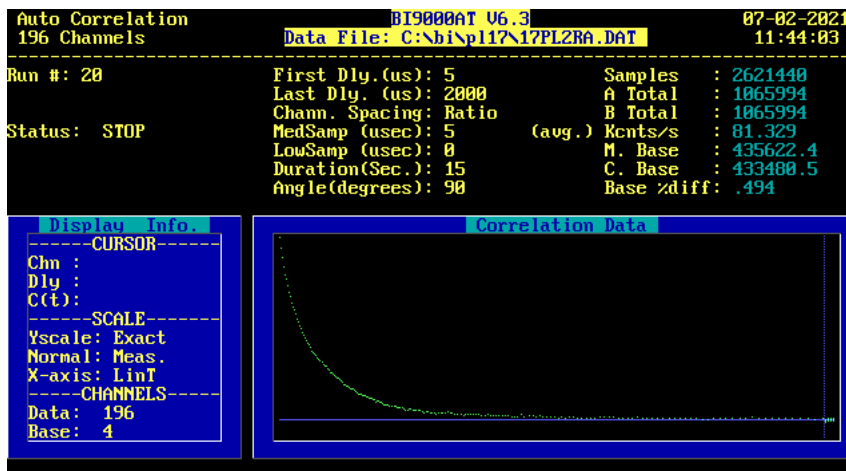 Auto Correlation BI9000AT V6.3 07-02-2021
196 Channels Data File: C:\bi\pl17\17PL2RA.DAT 11:44:03
Run #: 20 First Dly.(us): 5 Samples : 2621440
Last Dly. (us): 2000 A Total : 1065994
Chann. Spacing: Ratio B Total : 1065994
Status: STOP MedSamp (usec): 5 (avg.) Kcnts/s : 81.329
LowSamp (usec): 0 M. Base : 435622.4
Duration(Sec.): 15 C. Base : 433480.5
Angle(degrees): 90 Base %diff: .494
Display Info. Correlation Data
------CURSOR------
Chn :
Dly :
C(t):
------SCALE-------
Yscale: Exact
Normal: Meas.
X-axis: LinT
-----CHANNELS-----
Data: 196
Base: 4